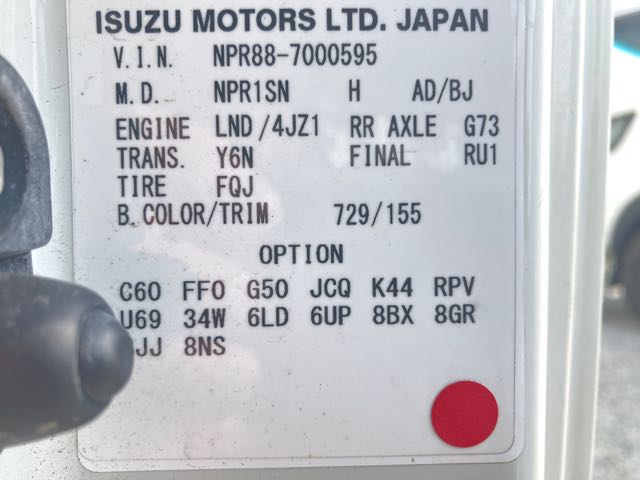 ISUZU MOTORS LTD. JAPAN
V.I.N. NPR88-7000595
M.D. NPR1SN H AD/BJ
ENGINE LND/4JZ1 RR AXLE G73
TRANS. Y6N FINAL RU1
TIRE FQJ
B.COLOR/TRIM 729/155
OPTION
C60 FF0 G50 JCQ K44 RPV
U69 34W 6LD 6UP 8BX 8GR
8NS